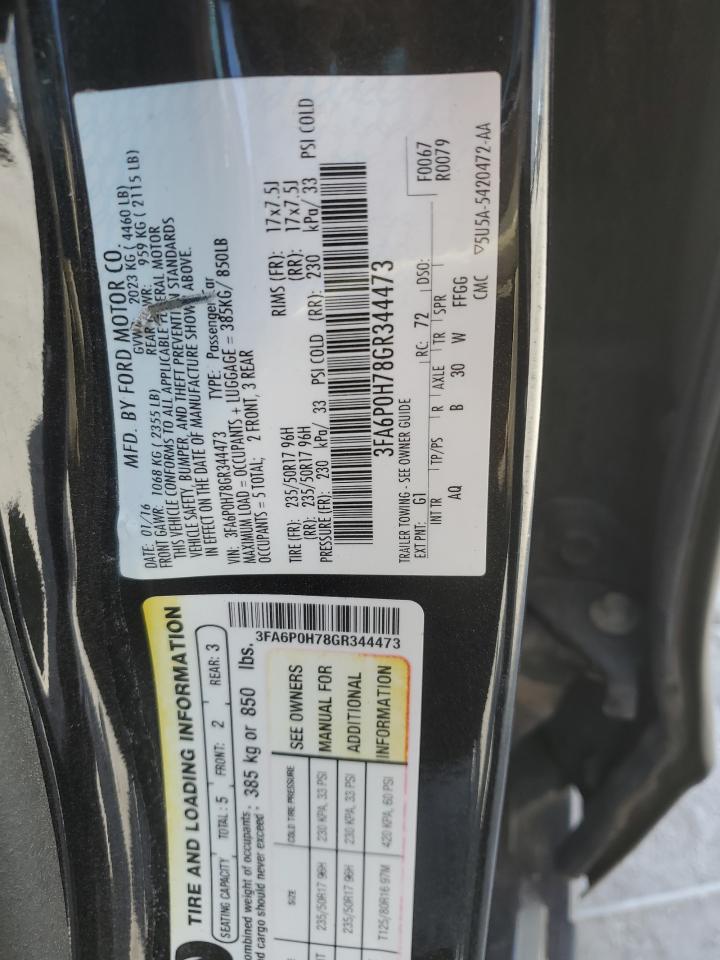 MFD. BY FORD MOTOR CO.
DATE: 01/16 GVWR: 2023 KG ( 4460 LB)
FRONT GAWR: 1068 KG ( 2355 LB) REAR GAWR: 959 KG ( 2115 LB)
THIS VEHICLE CONFORMS TO ALL APPLICABLE FEDERAL MOTOR
VEHICLE SAFETY, BUMPER, AND THEFT PREVENTION STANDARDS
IN EFFECT ON THE DATE OF MANUFACTURE SHOWN ABOVE.
VIN: 3FA6P0H78GR344473 TYPE: Passenger Car
MAXIMUM LOAD = OCCUPANTS + LUGGAGE = 385KG/ 850LB
OCCUPANTS = 5 TOTAL; 2 FRONT, 3 REAR
TIRE (FR): 235/50R17 96H RIMS (FR): 17x7.5J
(RR): 235/50R17 96H (RR): 17x7.5J
PRESSURE (FR): 230 kPa/ 33 PSI COLD (RR): 230 kPa/ 33 PSI COLD
3FA6P0H78GR344473
TRAILER TOWING - SEE OWNER GUIDE
EXT PNT: G1 RC: 72 DSO: F0067
R0079
INT TR TP/PS R AXLE TR SPR
AQ B 30 W FFGG
CMC ▽5U5A-5420472-AA
TIRE AND LOADING INFORMATION
SEATING CAPACITY TOTAL: 5 FRONT: 2 REAR: 3
combined weight of occupants
cargo should never exceed: 385 kg or 850 lbs.
3FA6P0H78GR344473
SIZE COLD TIRE PRESSURE SEE OWNERS
235/50R17 96H 230 KPA, 33 PSI MANUAL FOR
235/50R17 96H 230 KPA, 33 PSI ADDITIONAL
T125/80R16 97M 420 KPA, 60 PSI INFORMATION